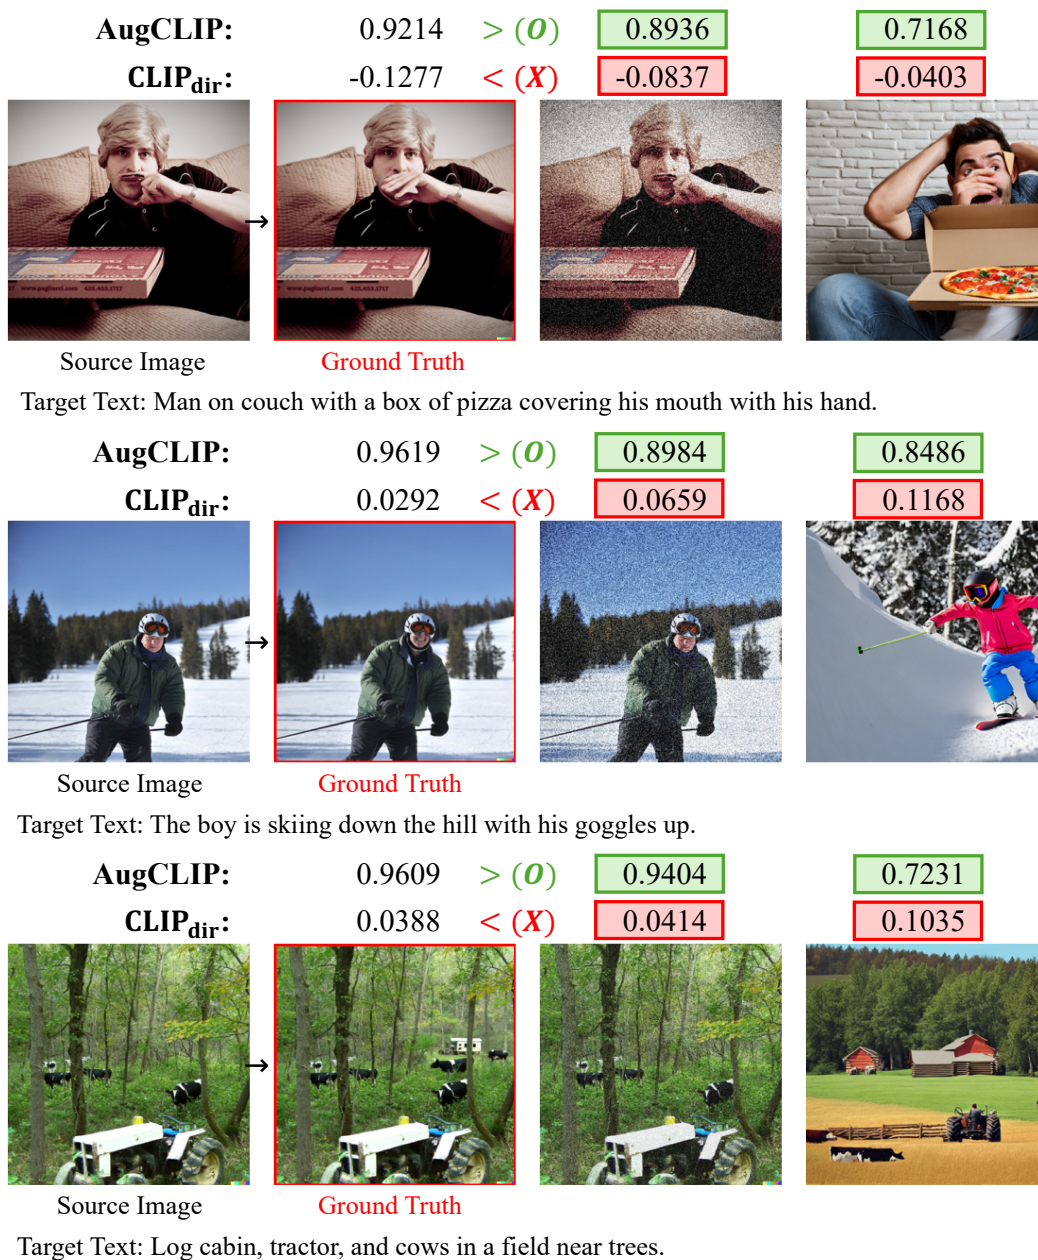 AugCLIP: 0.9214 > (O) 0.8936 0.7168
CLIPdir: -0.1277 < (X) -0.0837 -0.0403
→
Source Image Ground Truth
Target Text: Man on couch with a box of pizza covering his mouth with his hand.
AugCLIP: 0.9619 > (O) 0.8984 0.8486
CLIPdir: 0.0292 < (X) 0.0659 0.1168
→
Source Image Ground Truth
Target Text: The boy is skiing down the hill with his goggles up.
AugCLIP: 0.9609 > (O) 0.9404 0.7231
CLIPdir: 0.0388 < (X) 0.0414 0.1035
→
Source Image Ground Truth
Target Text: Log cabin, tractor, and cows in a field near trees.